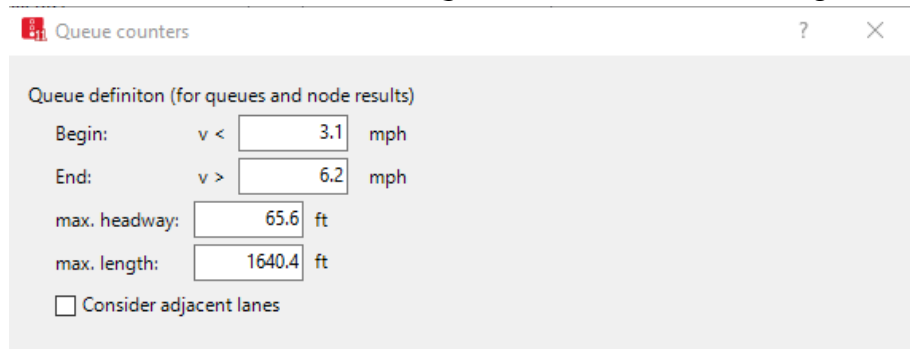 Queue counters ? ×
Queue definiton (for queues and node results)
Begin: v < 3.1 mph
End: v > 6.2 mph
max. headway: 65.6 ft
max. length: 1640.4 ft
Consider adjacent lanes